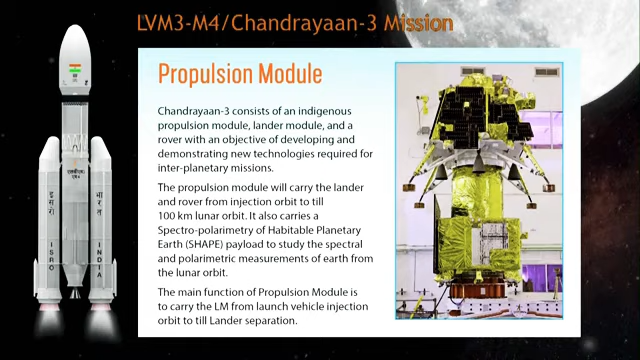 LVM3-M4/Chandrayaan-3 Mission
Propulsion Module
Chandrayaan-3 consists of an indigenous
propulsion module, lander module, and a
rover with an objective of developing and
demonstrating new technologies required for
inter-planetary missions.
The propulsion module will carry the lander
and rover from injection orbit to till
100 km lunar orbit. It also carries a
Spectro-polarimetry of Habitable Planetary
Earth (SHAPE) payload to study the spectral
and polarimetric measurements of earth from
the lunar orbit.
The main function of Propulsion Module is
to carry the LM from launch vehicle injection
orbit to till Lander separation.
इसरो
भारत
ISRO
INDIA